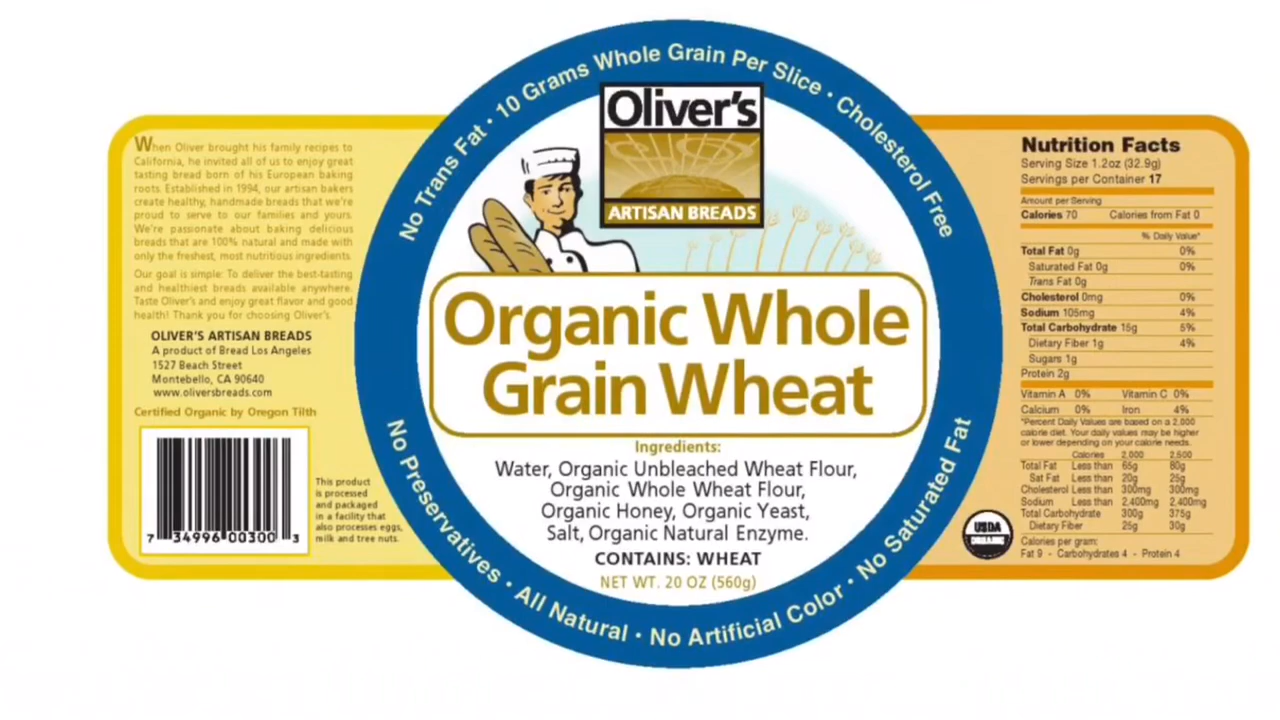 When Oliver brought his family recipes to
California, he invited all of us to enjoy great
tasting bread born of his European baking
roots. Established in 1994, our artisan bakers
create healthy, handmade breads that we're
proud to serve to our families and yours.
We're passionate about baking delicious
breads that are 100% natural and made with
only the freshest, most nutritious ingredients.
Our goal is simple: To deliver the best-tasting
and healthiest breads available anywhere.
Taste Oliver's and enjoy great flavor and good
health! Thank you for choosing Oliver's.
OLIVER'S ARTISAN BREADS
A product of Bread Los Angeles
1527 Beach Street
Montebello, CA 90640
www.oliversbreads.com
Certified Organic by Oregon Tilth
7 34996 00300 3
This product
is processed
and packaged
in a facility that
also processes eggs,
milk and tree nuts.
No Trans Fat • 10 Grams Whole Grain Per Slice • Cholesterol Free
Oliver's
ARTISAN BREADS
Organic Whole
Grain Wheat
Ingredients:
Water, Organic Unbleached Wheat Flour,
Organic Whole Wheat Flour,
Organic Honey, Organic Yeast,
Salt, Organic Natural Enzyme.
CONTAINS: WHEAT
NET WT. 20 OZ (560g)
No Preservatives • All Natural • No Artificial Color • No Saturated Fat
Nutrition Facts
Serving Size 1.2oz (32.9g)
Servings per Container 17
Amount per Serving
Calories 70 Calories from Fat 0
% Daily Value*
Total Fat 0g 0%
Saturated Fat 0g 0%
Trans Fat 0g
Cholesterol 0mg 0%
Sodium 105mg 4%
Total Carbohydrate 15g 5%
Dietary Fiber 1g 4%
Sugars 1g
Protein 2g
Vitamin A 0% Vitamin C 0%
Calcium 0% Iron 4%
*Percent Daily Values are based on a 2,000
calorie diet. Your daily values may be higher
or lower depending on your calorie needs.
Calories 2,000 2,500
Total Fat Less than 65g 80g
Sat Fat Less than 20g 25g
Cholesterol Less than 300mg 300mg
Sodium Less than 2,400mg 2,400mg
Total Carbohydrate 300g 375g
Dietary Fiber 25g 30g
Calories per gram:
Fat 9 - Carbohydrates 4 - Protein 4
USDA
ORGANIC